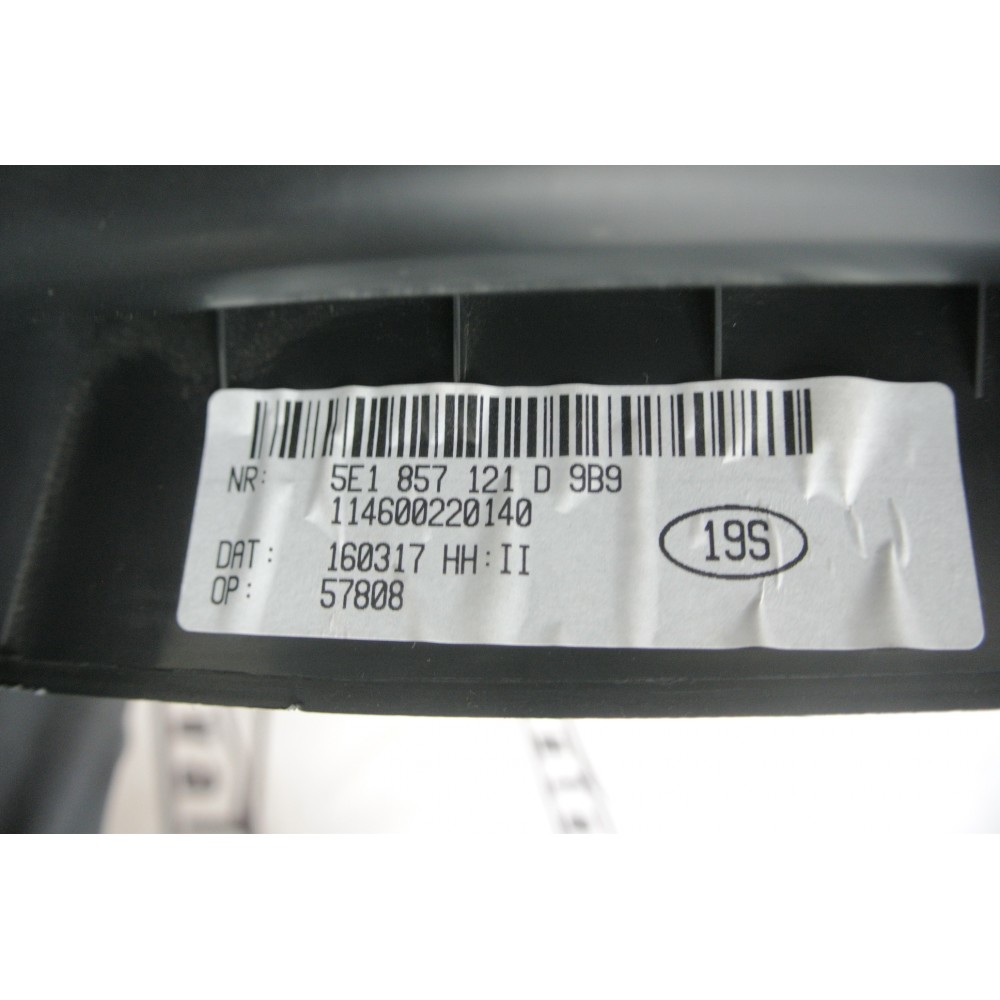 NR: 5E1 857 121 D 9B9
114600220140
19S
DAT: 160317 HH:II
OP: 57808